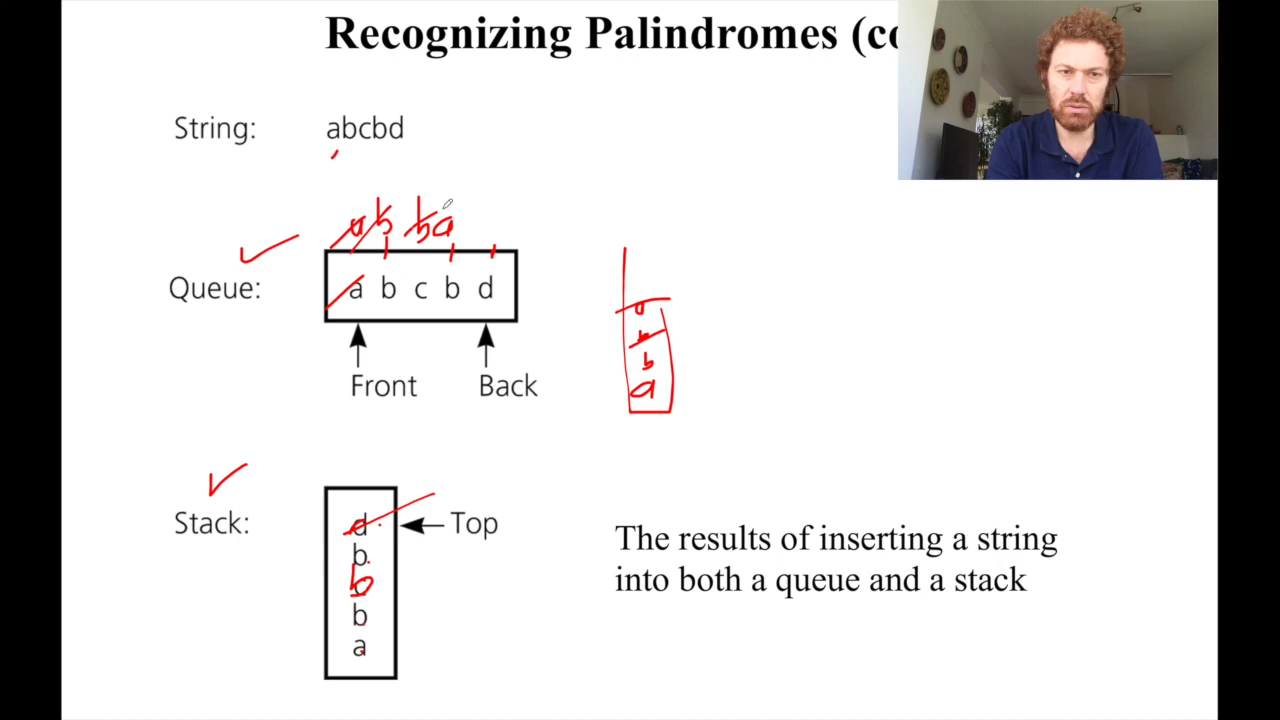 Recognizing Palindromes (co
String: abcbd
a b b a
Queue: a b c b d
Front Back
a
b
b
a
Stack: d Top
b
b
b
a
The results of inserting a string
into both a queue and a stack